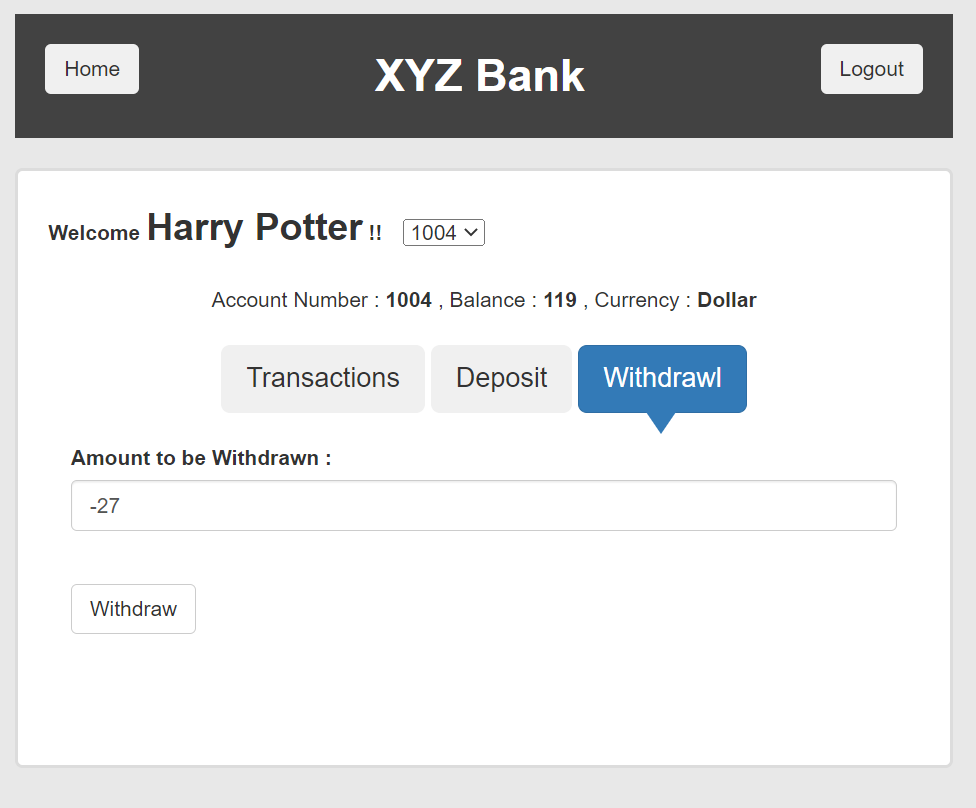 Home XYZ Bank Logout
Welcome Harry Potter !! 1004
Account Number : 1004 , Balance : 119 , Currency : Dollar
Transactions Deposit Withdrawl
Amount to be Withdrawn :
-27
Withdraw